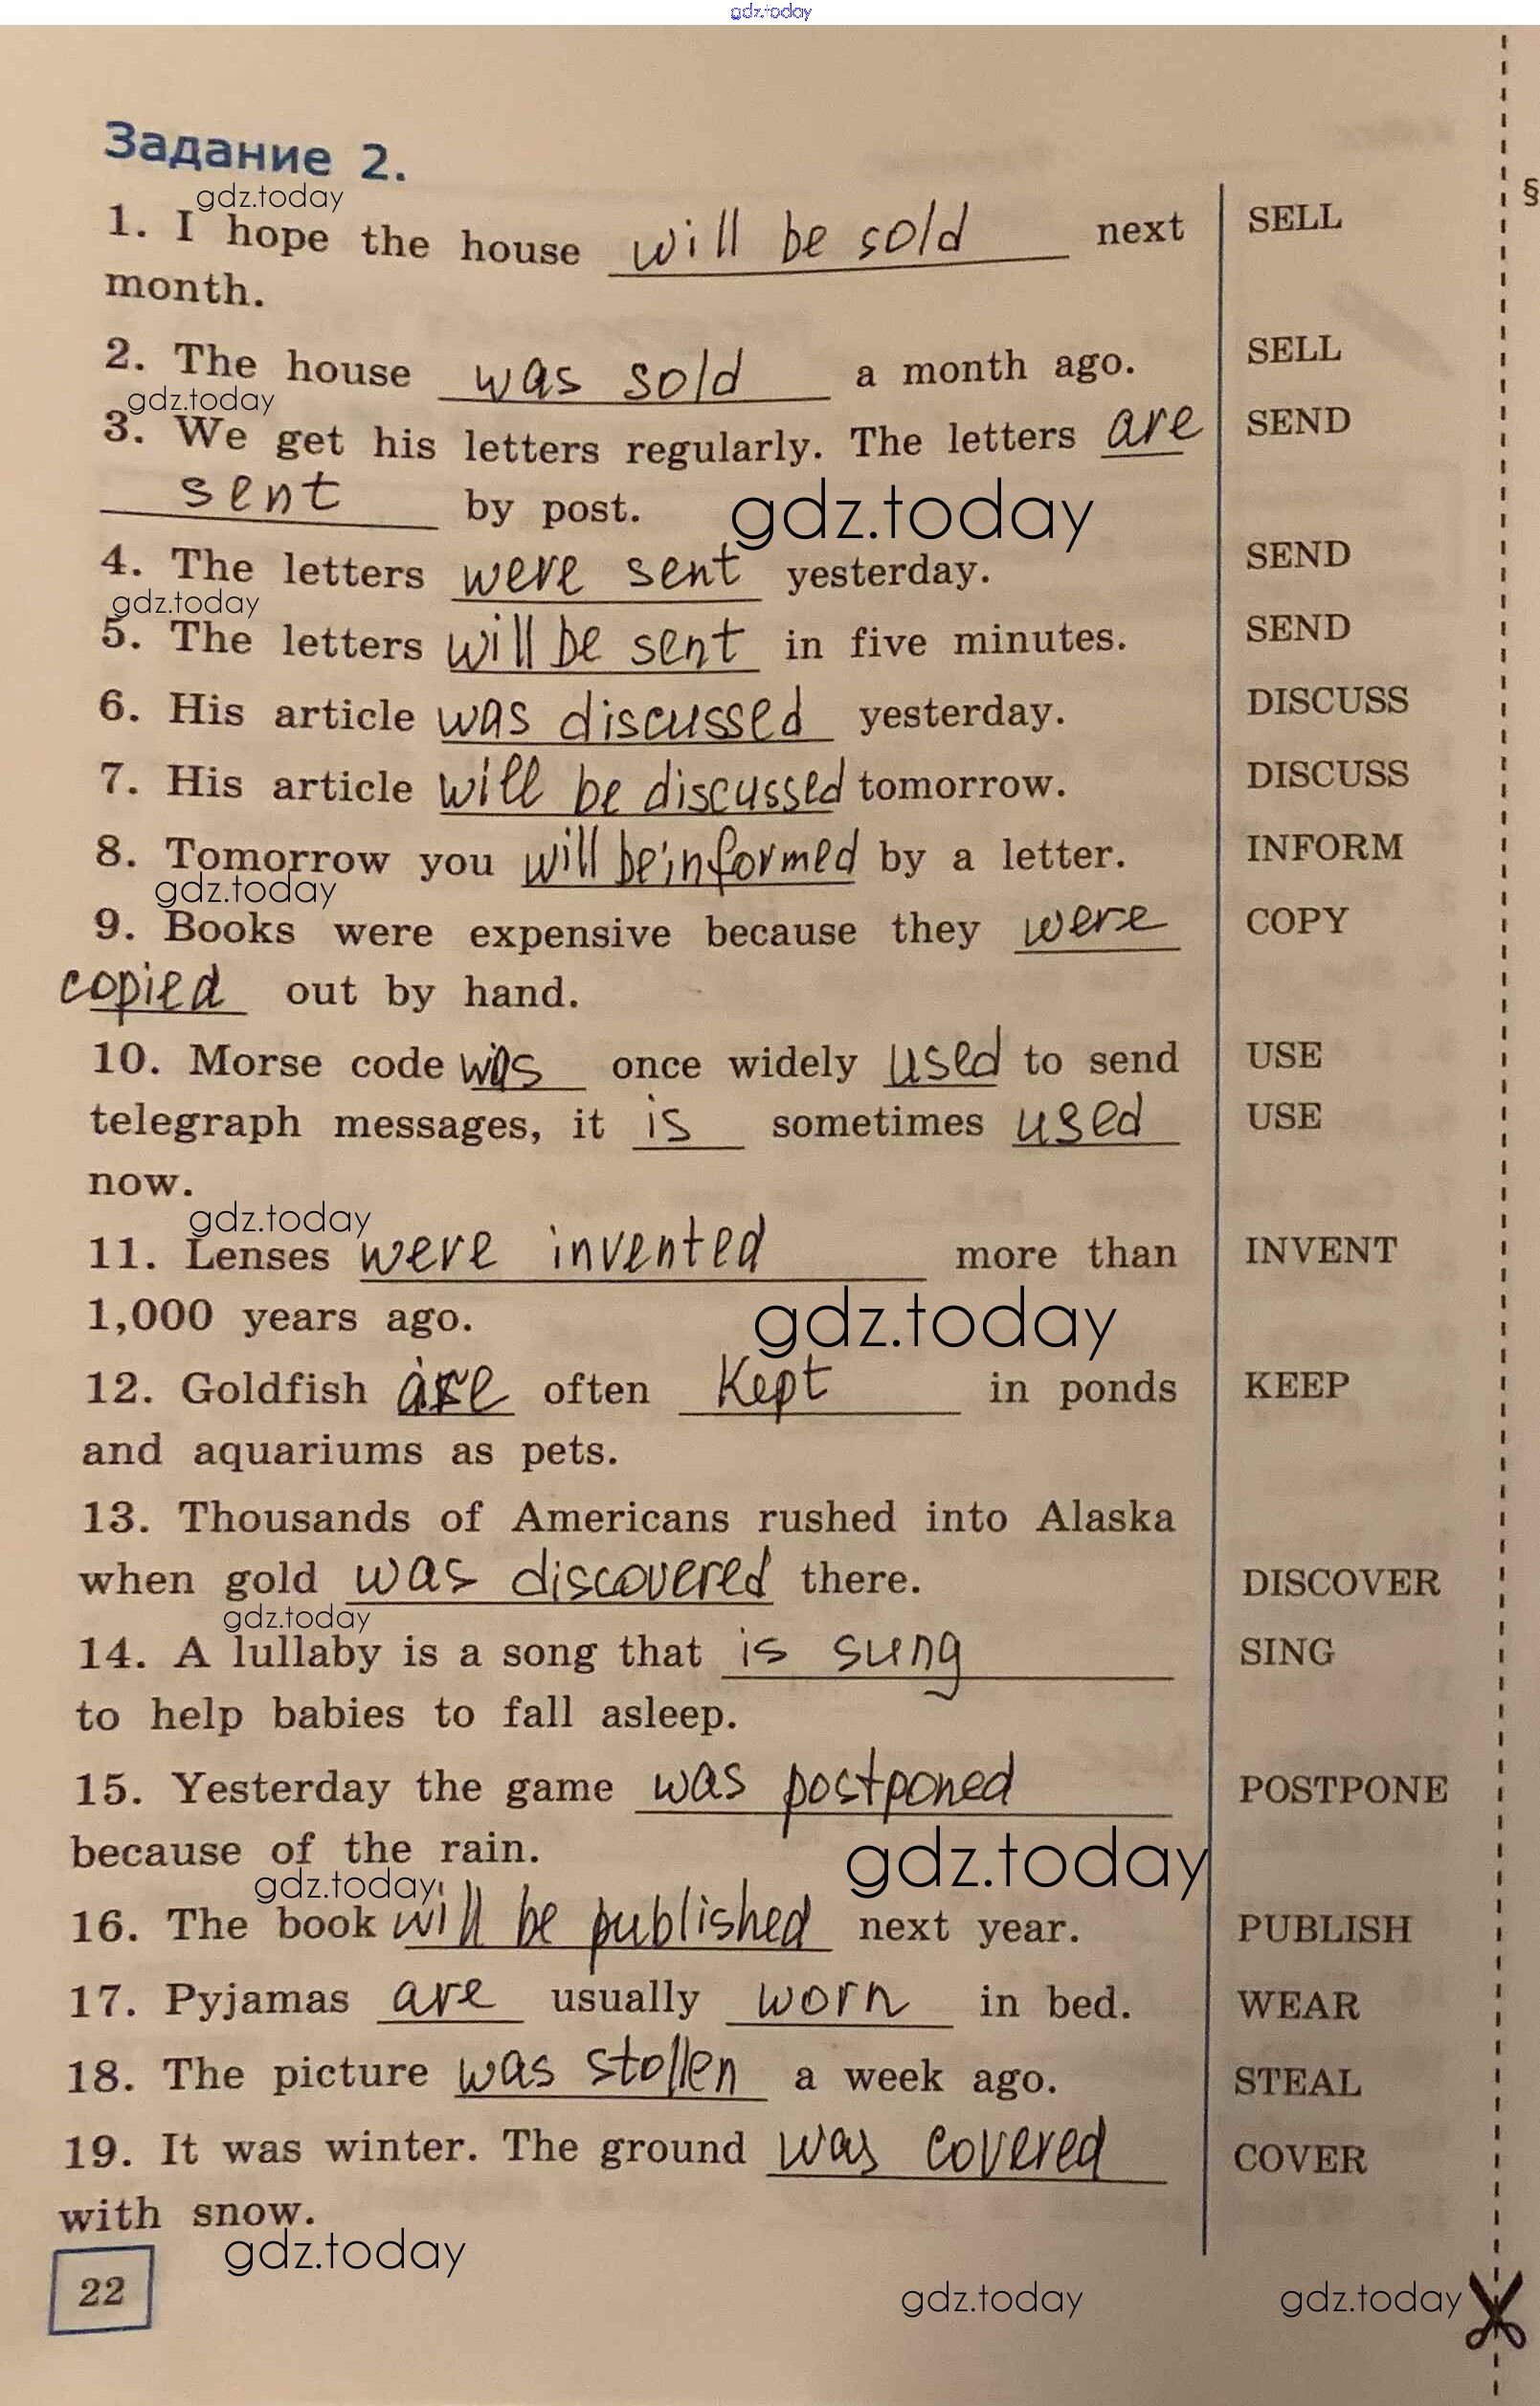 gdz.today
Задание 2.
gdz.today
§
1. I hope the house will be sold next SELL
month.
2. The house was sold a month ago. SELL
gdz.today
3. We get his letters regularly. The letters are SEND
sent by post.
gdz.today
4. The letters were sent yesterday. SEND
gdz.today
5. The letters will be sent in five minutes. SEND
6. His article was discussed yesterday. DISCUSS
7. His article will be discussed tomorrow. DISCUSS
8. Tomorrow you will be informed by a letter. INFORM
gdz.today
9. Books were expensive because they were COPY
copied out by hand.
10. Morse code was once widely used to send USE
telegraph messages, it is sometimes used USE
now.
gdz.today
11. Lenses were invented more than INVENT
1,000 years ago.
gdz.today
12. Goldfish are often kept in ponds KEEP
and aquariums as pets.
13. Thousands of Americans rushed into Alaska
when gold was discovered there. DISCOVER
gdz.today
14. A lullaby is a song that is sung SING
to help babies to fall asleep.
15. Yesterday the game was postponed POSTPONE
because of the rain.
gdz.today
gdz.today
16. The book will be published next year. PUBLISH
17. Pyjamas are usually worn in bed. WEAR
18. The picture was stollen a week ago. STEAL
19. It was winter. The ground was covered COVER
with snow.
gdz.today
22
gdz.today
gdz.today